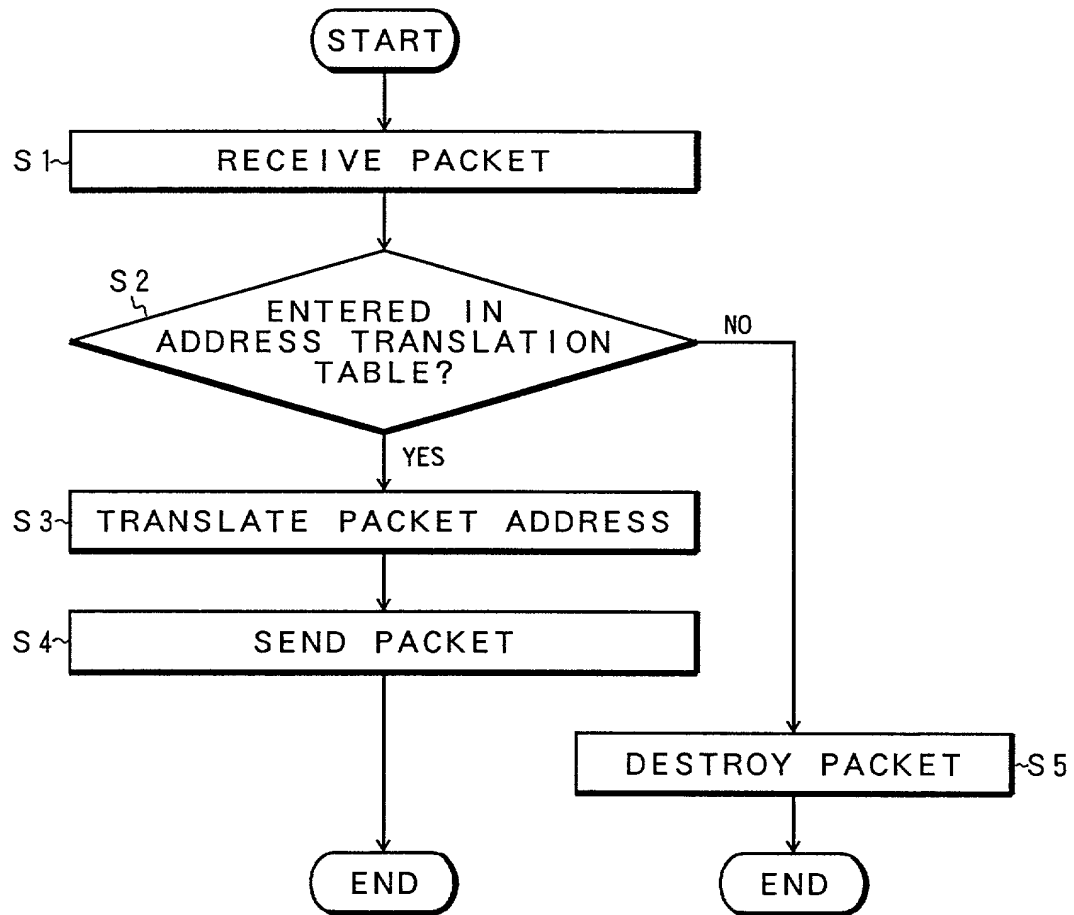 START
S1
RECEIVE PACKET
S2
ENTERED IN
ADDRESS TRANSLATION
TABLE?
NO
YES
S3
TRANSLATE PACKET ADDRESS
S4
SEND PACKET
DESTROY PACKET
S5
END
END